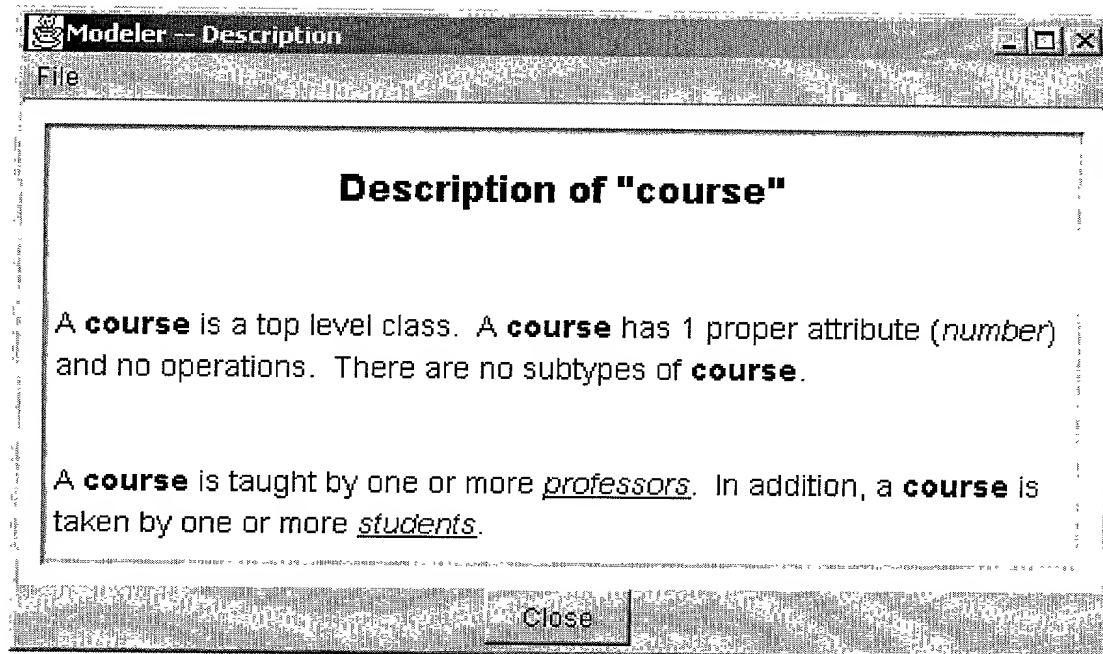 Modeler -- Description
File
Description of "course"
A course is a top level class. A course has 1 proper attribute (number)
and no operations. There are no subtypes of course.
A course is taught by one or more professors. In addition, a course is
taken by one or more students.
Close